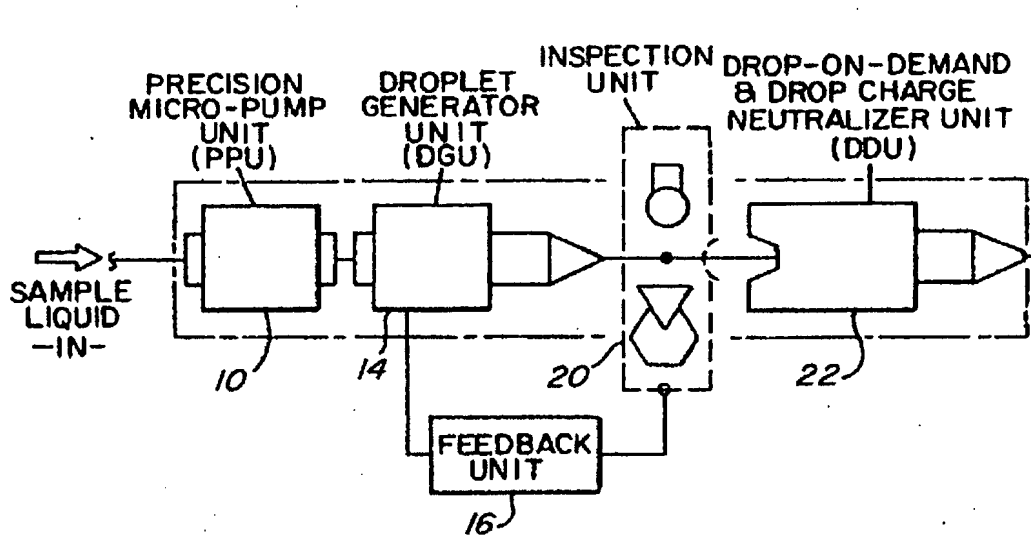 PRECISION
MICRO-PUMP
UNIT
(PPU)
DROPLET
GENERATOR
UNIT
(DGU)
INSPECTION
UNIT
DROP-ON-DEMAND
& DROP CHARGE
NEUTRALIZER UNIT
(DDU)
SAMPLE
LIQUID
-IN-
10
14
20
22
FEEDBACK
UNIT
16